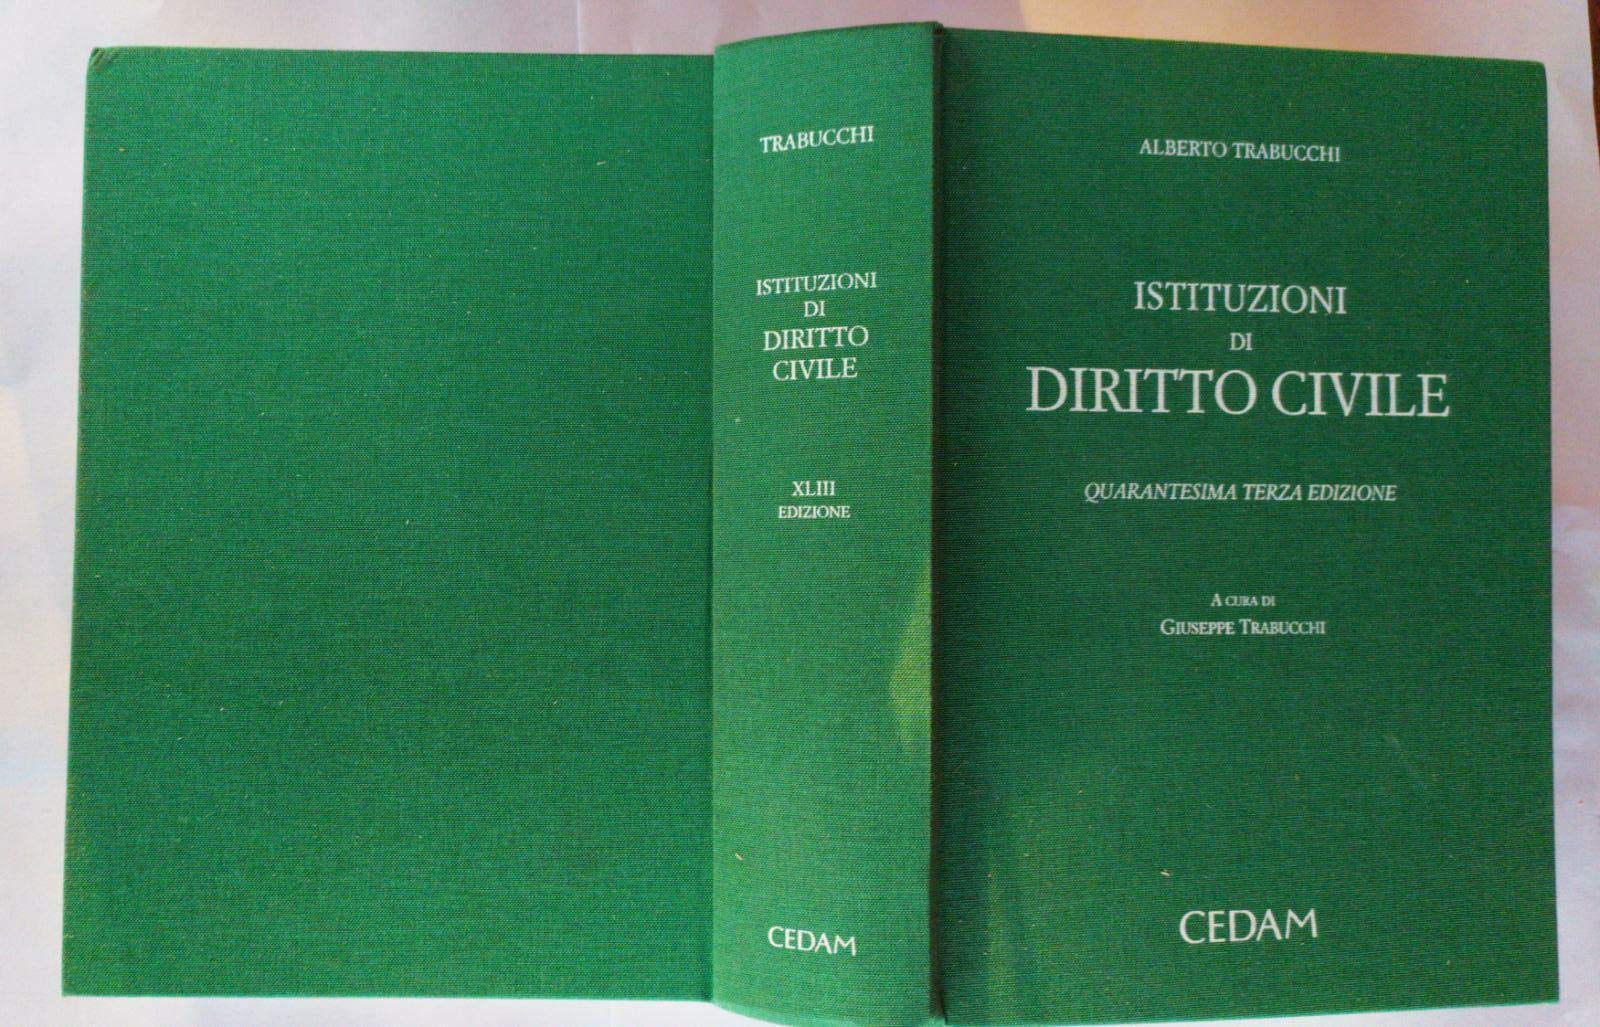 TRABUCCHI
ISTITUZIONI
DI
DIRITTO
CIVILE
XLIII
EDIZIONE
CEDAM
ALBERTO TRABUCCHI
ISTITUZIONI
DI
DIRITTO CIVILE
QUARANTESIMA TERZA EDIZIONE
A CURA DI
GIUSEPPE TRABUCCHI
CEDAM